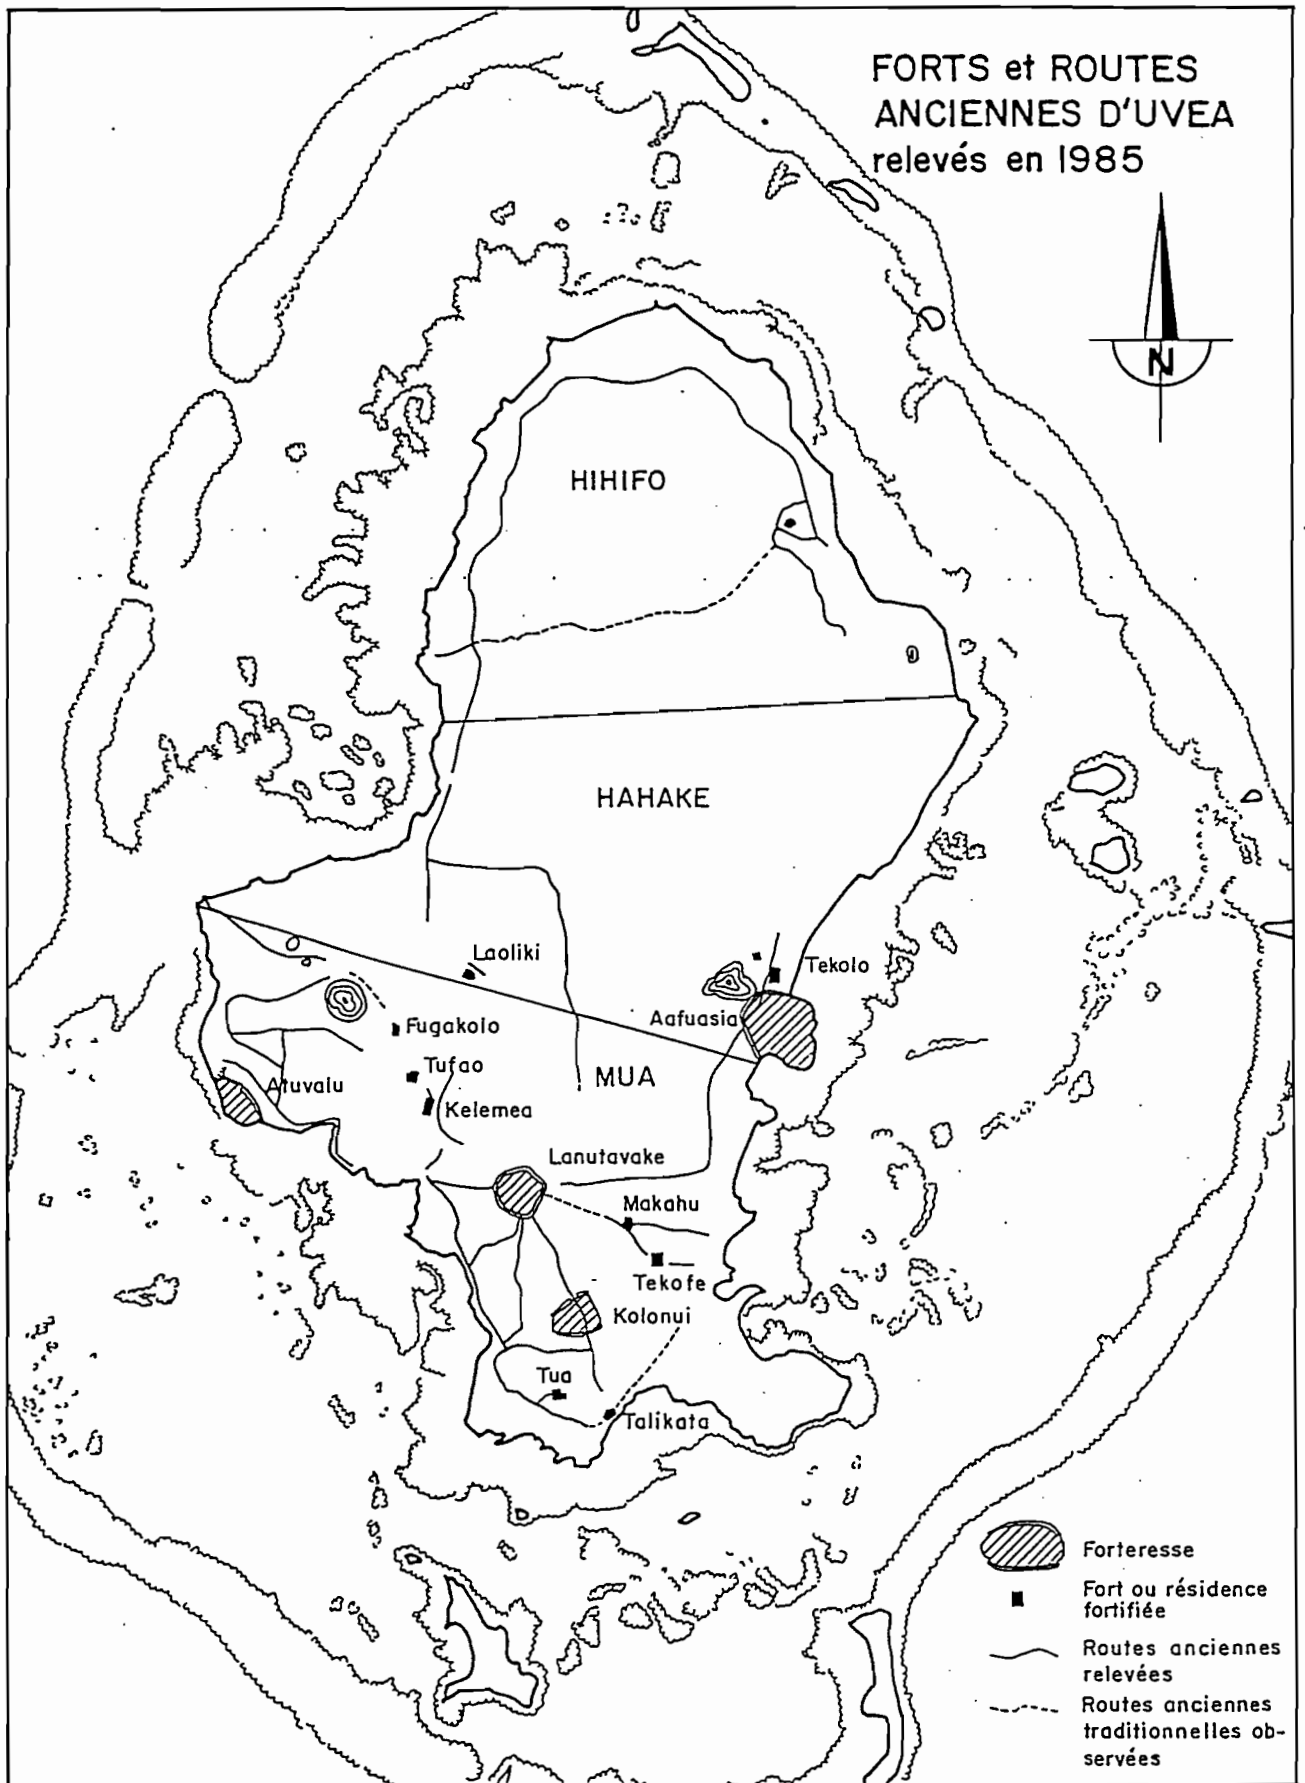 FORTS et ROUTES
ANCIENNES D'UVEA
relevés en 1985
N
HIHIFO
HAHAKE
Laoliki
Tekolo
Aafuasia
Fugakolo
Tufao
MUA
Atuvalu
Kelemea
Lanutavake
Makahu
Tekofe
Kolonui
Tua
Talikata
Forteresse
Fort ou résidence
fortifiée
Routes anciennes
relevées
Routes anciennes
traditionnelles ob-
servées